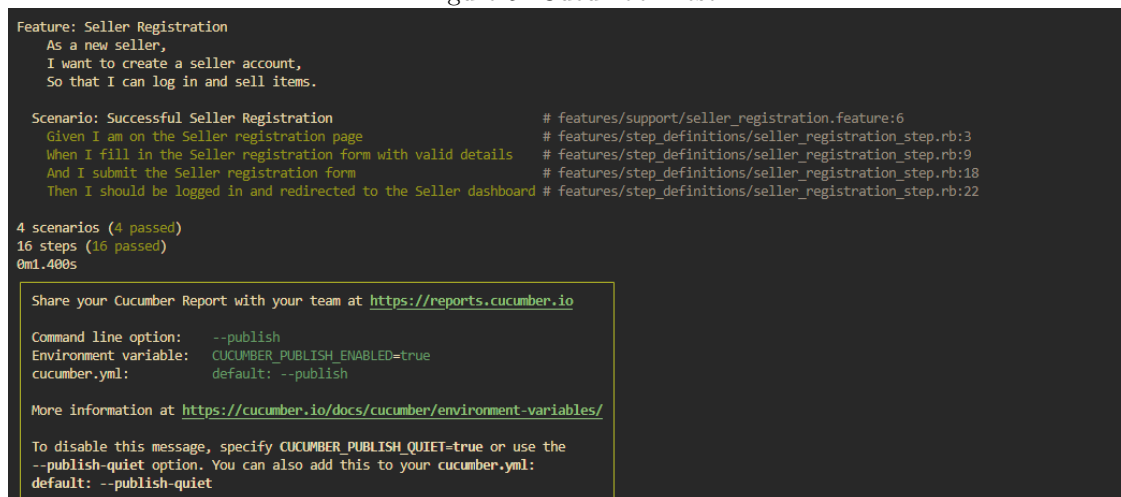 Feature: Seller Registration
As a new seller,
I want to create a seller account,
So that I can log in and sell items.
Scenario: Successful Seller Registration # features/support/seller_registration.feature:6
Given I am on the Seller registration page # features/step_definitions/seller_registration_step.rb:3
When I fill in the Seller registration form with valid details # features/step_definitions/seller_registration_step.rb:9
And I submit the Seller registration form # features/step_definitions/seller_registration_step.rb:18
Then I should be logged in and redirected to the Seller dashboard # features/step_definitions/seller_registration_step.rb:22
4 scenarios (4 passed)
16 steps (16 passed)
0m1.400s
Share your Cucumber Report with your team at https://reports.cucumber.io
Command line option: --publish
Environment variable: CUCUMBER_PUBLISH_ENABLED=true
cucumber.yml: default: --publish
More information at https://cucumber.io/docs/cucumber/environment-variables/
To disable this message, specify CUCUMBER_PUBLISH_QUIET=true or use the
--publish-quiet option. You can also add this to your cucumber.yml:
default: --publish-quiet